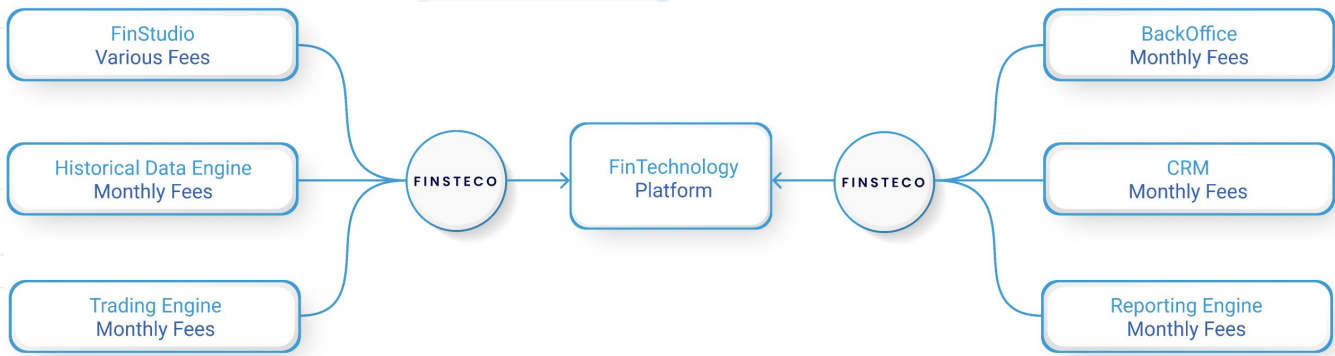 FinStudio
Various Fees
Historical Data Engine
Monthly Fees
Trading Engine
Monthly Fees
FINSTECO
FinTechnology
Platform
FINSTECO
BackOffice
Monthly Fees
CRM
Monthly Fees
Reporting Engine
Monthly Fees